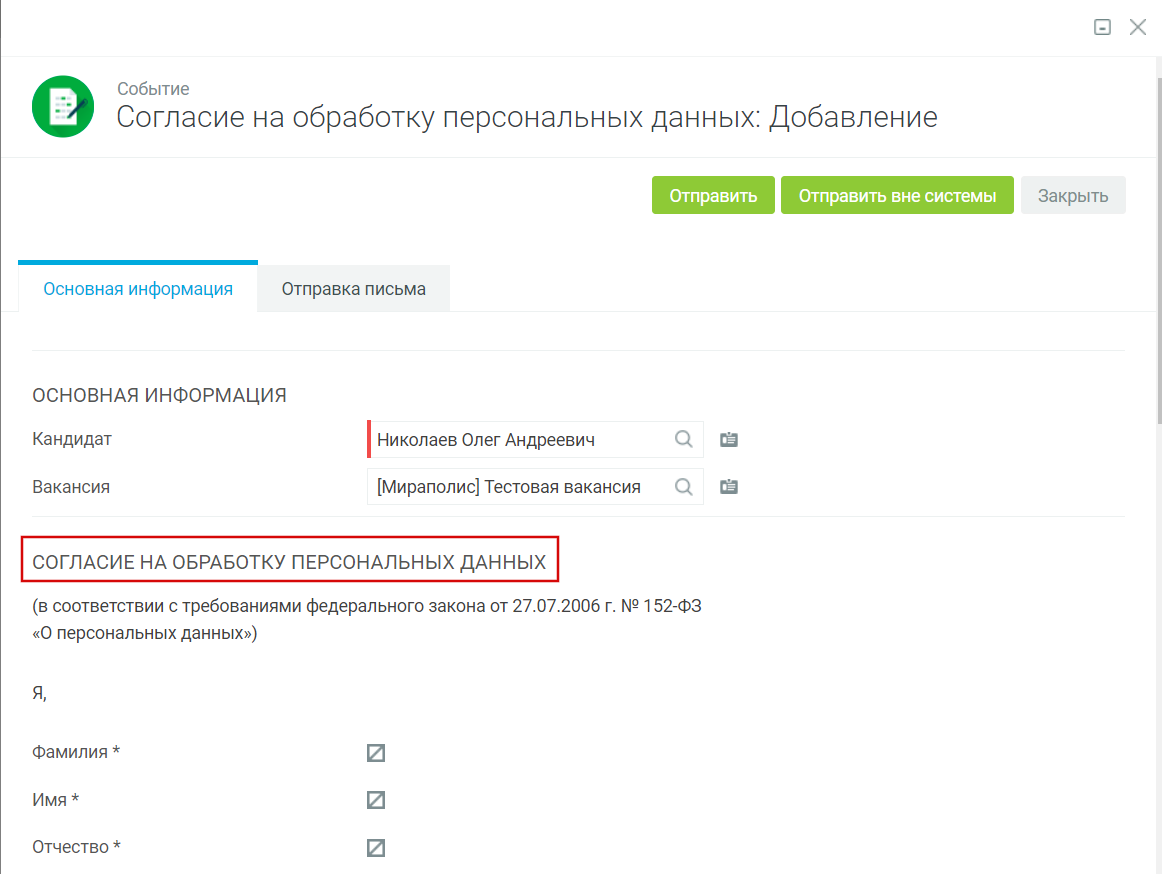 Событие
Согласие на обработку персональных данных: Добавление
Отправить
Отправить вне системы
Закрыть
Основная информация
Отправка письма
ОСНОВНАЯ ИНФОРМАЦИЯ
Кандидат
Николаев Олег Андреевич
Вакансия
[Мираполис] Тестовая вакансия
СОГЛАСИЕ НА ОБРАБОТКУ ПЕРСОНАЛЬНЫХ ДАННЫХ
(в соответствии с требованиями федерального закона от 27.07.2006 г. № 152-ФЗ
«О персональных данных»)
Я,
Фамилия *
Имя *
Отчество *